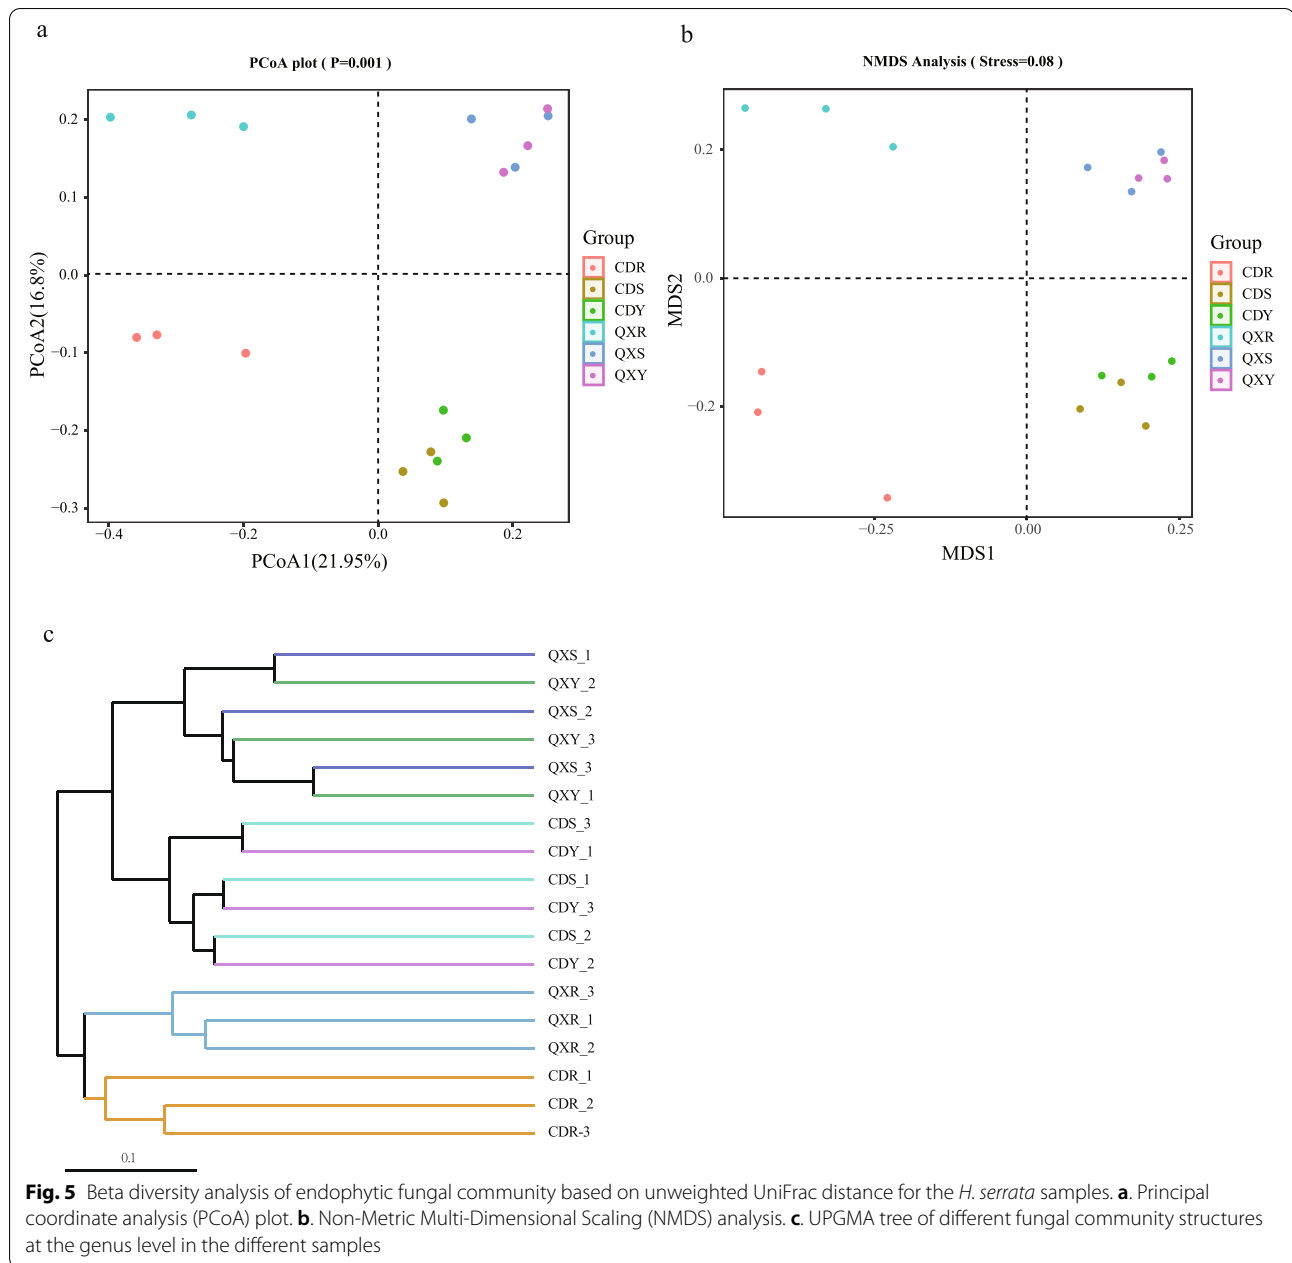 a
PCoA plot ( P=0.001 )
0.2
0.1
0.0
−0.1
−0.2
−0.3
PCoA2(16.8%)
−0.4
−0.2
0.0
0.2
PCoA1(21.95%)
Group
CDR
CDS
CDY
QXR
QXS
QXY
b
NMDS Analysis ( Stress=0.08 )
0.2
0.0
−0.2
MDS2
−0.25
0.00
0.25
MDS1
Group
CDR
CDS
CDY
QXR
QXS
QXY
c
QXS_1
QXY_2
QXS_2
QXY_3
QXS_3
QXY_1
CDS_3
CDY_1
CDS_1
CDY_3
CDS_2
CDY_2
QXR_3
QXR_1
QXR_2
CDR_1
CDR_2
CDR-3
0.1
Fig. 5 Beta diversity analysis of endophytic fungal community based on unweighted UniFrac distance for the H. serrata samples. a. Principal
coordinate analysis (PCoA) plot. b. Non-Metric Multi-Dimensional Scaling (NMDS) analysis. c. UPGMA tree of different fungal community structures
at the genus level in the different samples